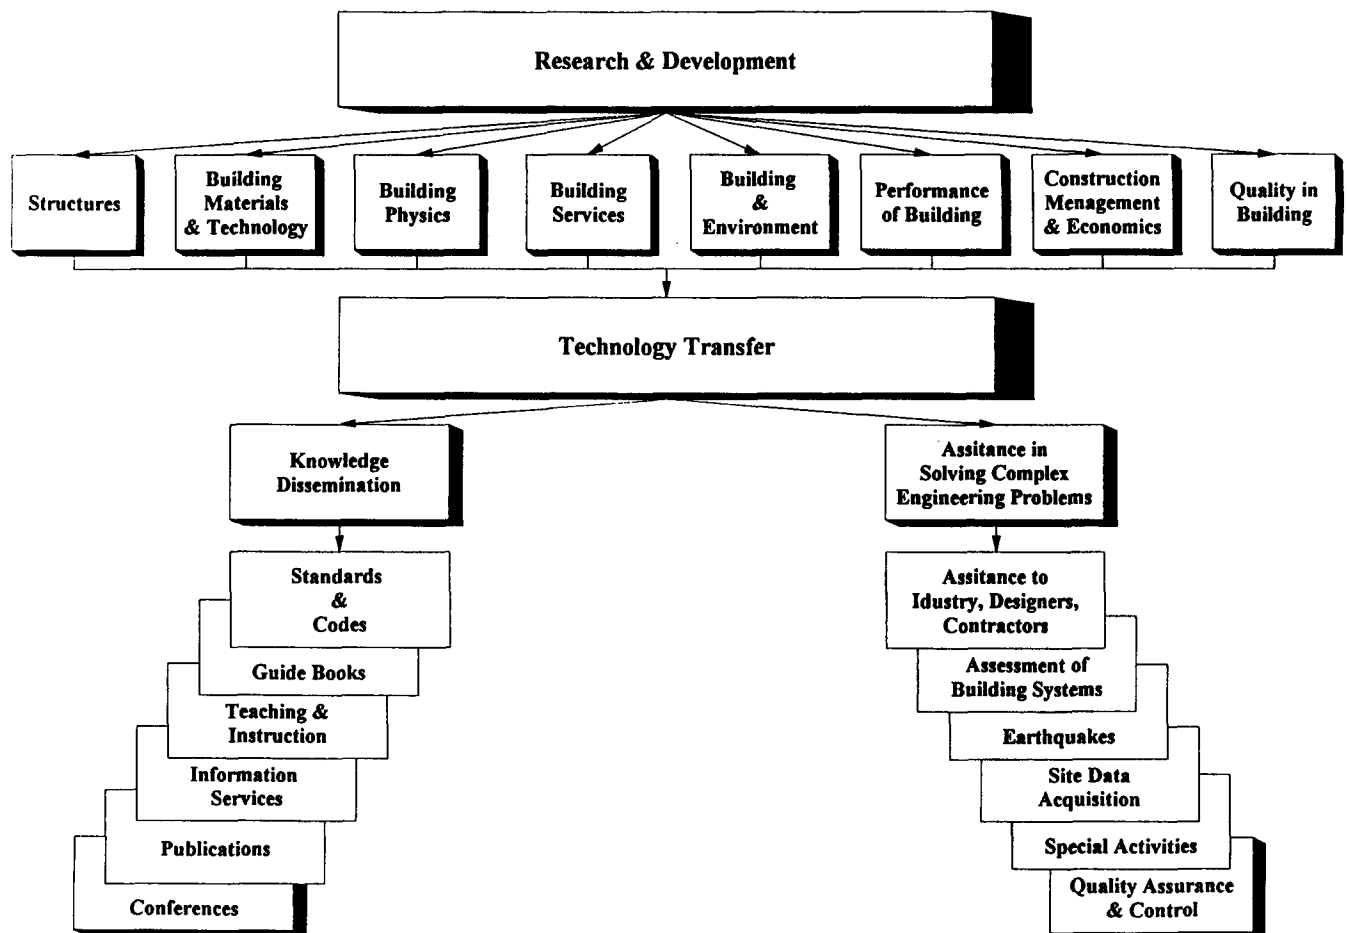 Research & Development
Structures
Building
Materials
& Technology
Building
Physics
Building
Services
Building
&
Environment
Performance
of Building
Construction
Menagement
& Economics
Quality in
Building
Technology Transfer
Knowledge
Dissemination
Assitance in
Solving Complex
Engineering Problems
Standards
&
Codes
Guide Books
Teaching &
Instruction
Information
Services
Publications
Conferences
Assitance to
Idustry, Designers,
Contractors
Assessment of
Building Systems
Earthquakes
Site Data
Acquisition
Special Activities
Quality Assurance
& Control